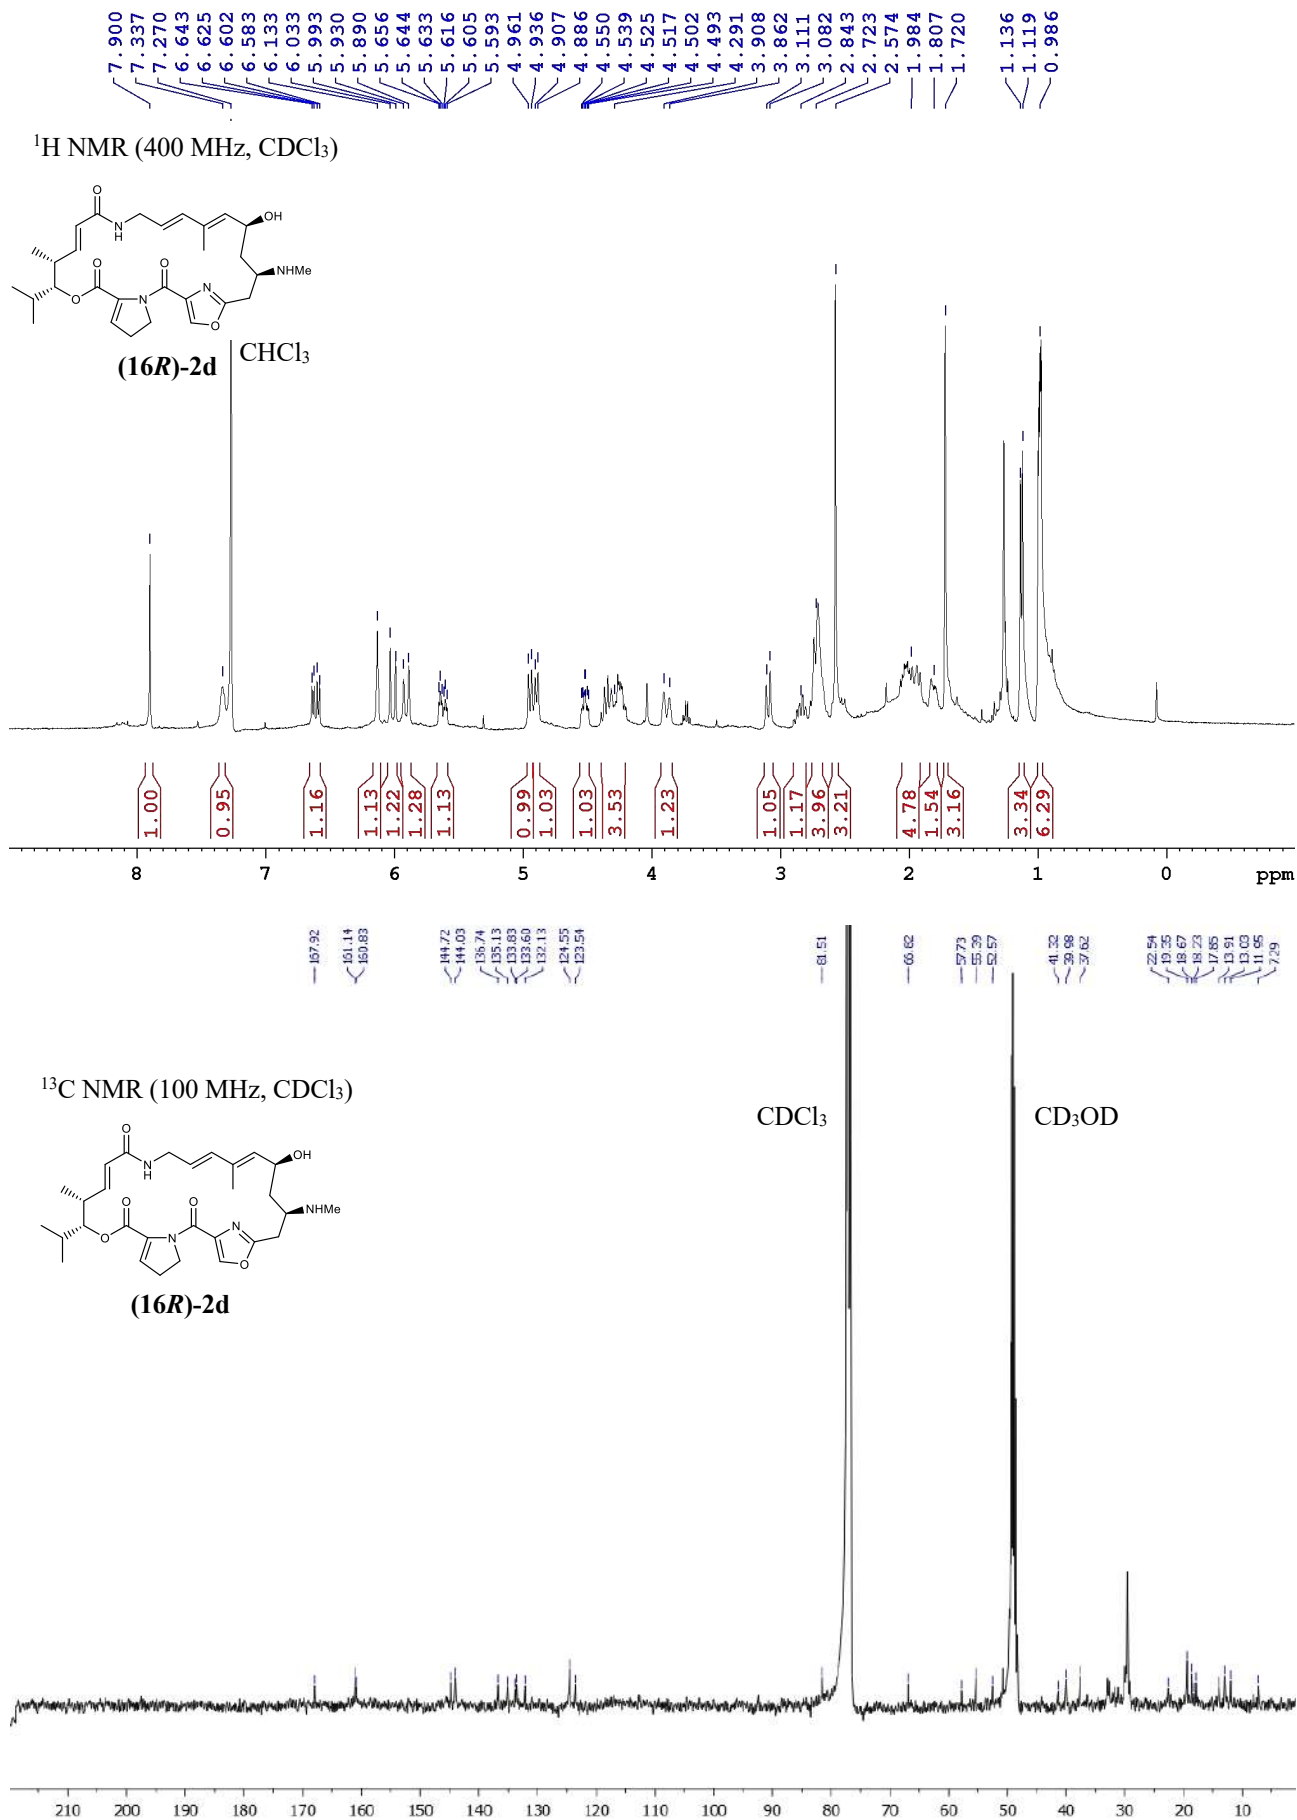 7.900
7.337
7.270
6.643
6.625
6.602
6.583
6.133
6.033
5.993
5.930
5.890
5.656
5.644
5.633
5.616
5.605
5.593
4.961
4.936
4.907
4.886
4.550
4.539
4.525
4.517
4.502
4.493
4.291
3.908
3.862
3.111
3.082
2.843
2.723
2.574
1.984
1.807
1.720
1.136
1.119
0.986
¹H NMR (400 MHz, CDCl₃)
O
N
H
OH
NHMe
O
O
O
N
N
O
(16R)-2d
CHCl₃
1.00
0.95
1.16
1.13
1.22
1.28
1.13
0.99
1.03
1.03
3.53
1.23
1.05
1.17
3.96
3.21
4.78
1.54
3.16
3.34
6.29
8 7 6 5 4 3 2 1 0 ppm
167.92
161.14
160.83
144.72
144.03
136.74
135.13
133.83
133.60
132.13
124.55
123.54
81.51
66.62
57.73
55.39
52.57
41.32
39.98
37.62
22.54
19.35
18.67
18.23
17.85
13.91
13.03
11.95
7.29
¹³C NMR (100 MHz, CDCl₃)
CDCl₃
CD₃OD
O
N
H
OH
NHMe
O
O
O
N
N
O
(16R)-2d
210 200 190 180 170 160 150 140 130 120 110 100 90 80 70 60 50 40 30 20 10